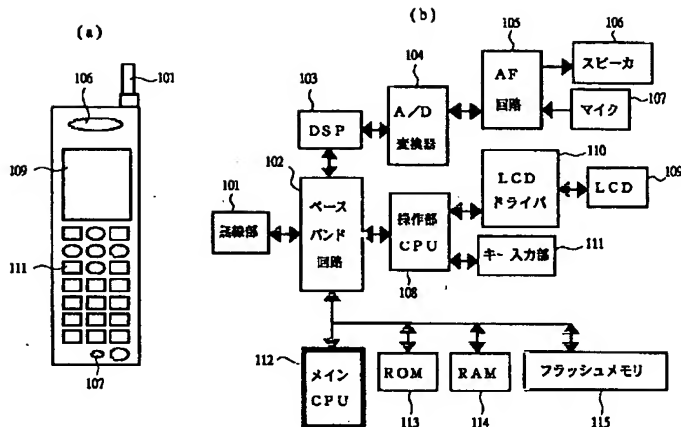 (a)
106
101
109
111
107
(b)
105
106
104
AF
回路
スピーカ
103
A/D
変換器
107
DSP
マイク
110
102
LCD
ドライバ
109
LCD
101
ベース
バンド
回路
操作部
CPU
無線部
キー入力部
111
108
112
メイン
CPU
ROM
RAM
フラッシュメモリ
113
114
115